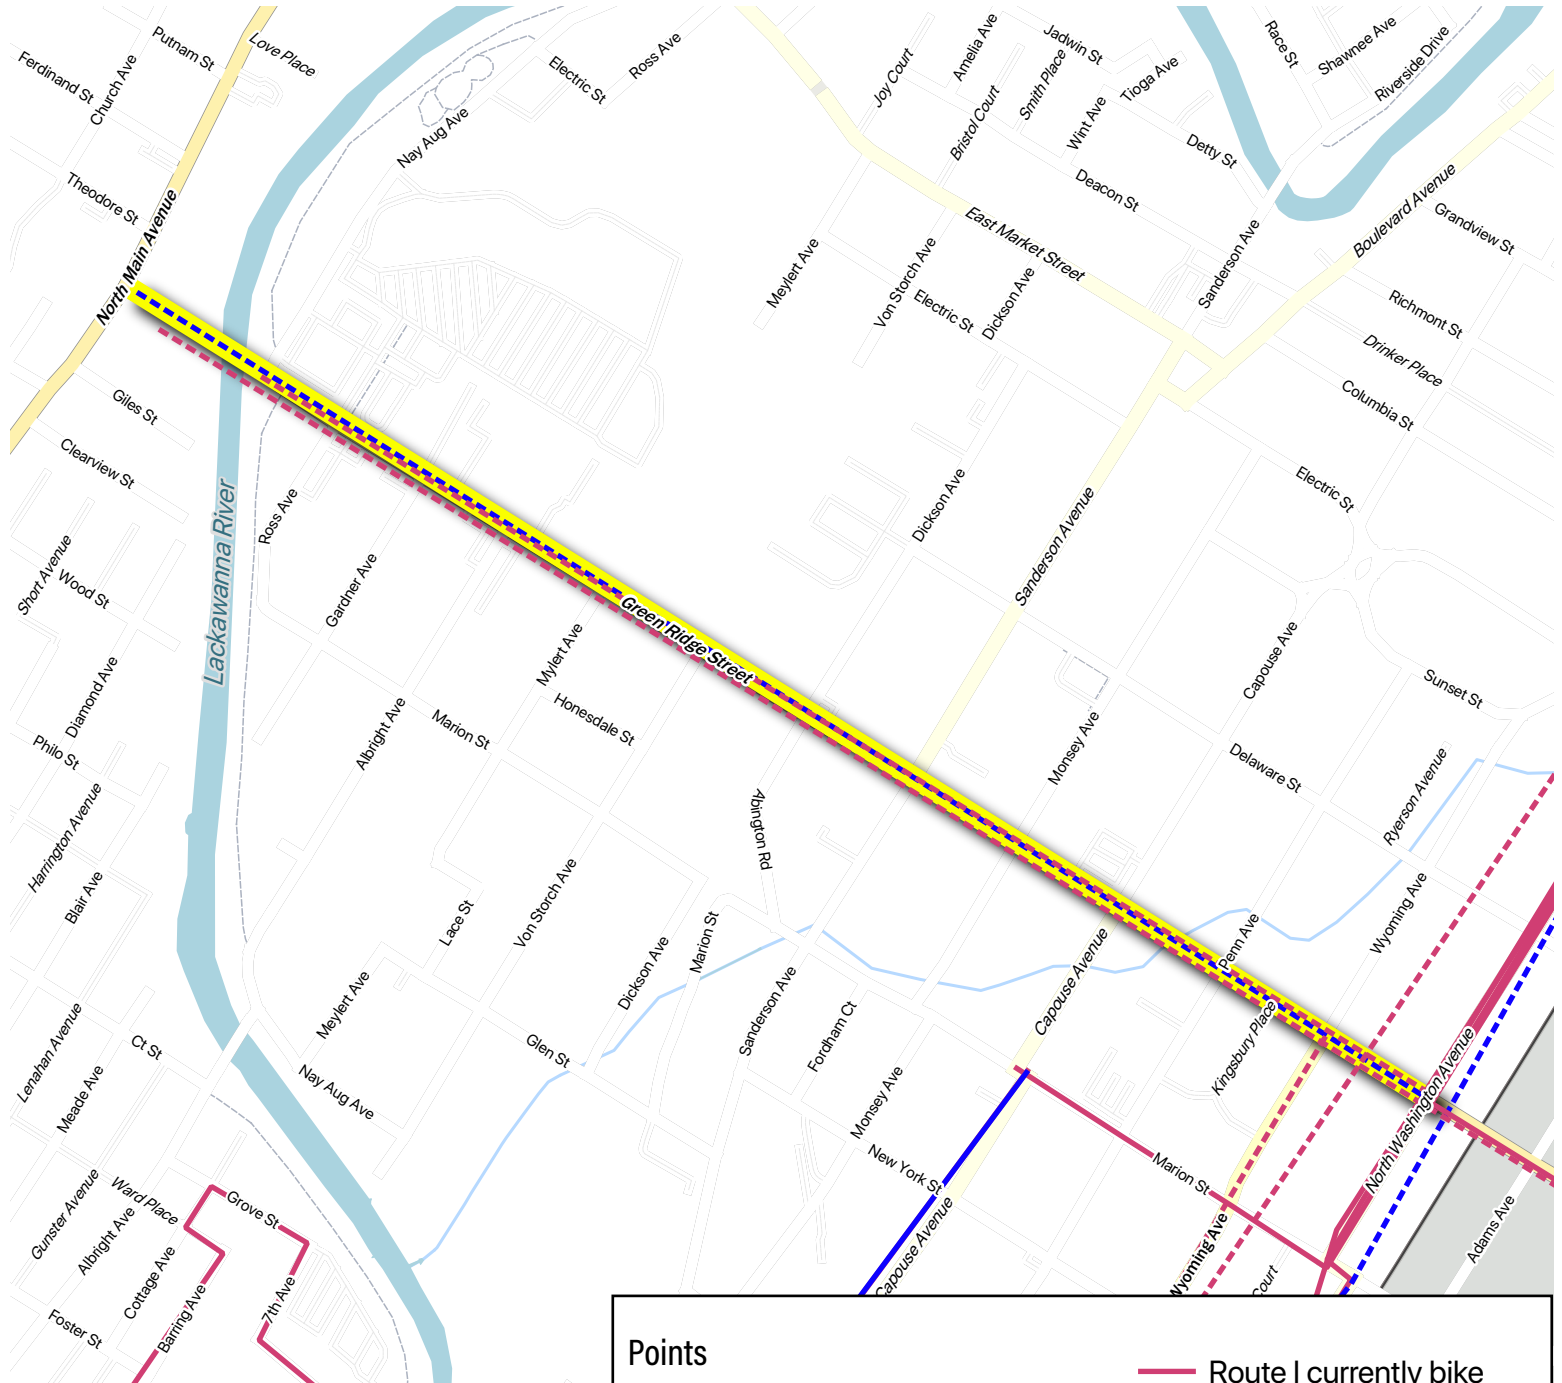 Love Place
Putnam St
Ferdinand St
Church Ave
Electric St
Ross Ave
Nay Aug Ave
Theodore St
North Main Avenue
Joy Court
Amelia Ave
Jadwin St
Smith Place
Bristol Court
Tioga Ave
Wint Ave
Race St
Shawnee Ave
Riverside Drive
Detty St
Deacon St
East Market Street
Sanderson Ave
Boulevard Avenue
Grandview St
Meylert Ave
Von Storch Ave
Dickson Ave
Electric St
Richmont St
Drinker Place
Columbia St
Giles St
Clearview St
Lackawanna River
Ross Ave
Short Avenue
Wood St
Gardner Ave
Dickson Ave
Sanderson Avenue
Electric St
Green Ridge Street
Mylert Ave
Capouse Ave
Sunset St
Diamond Ave
Philo St
Albright Ave
Marion St
Honesdale St
Monsey Ave
Delaware St
Ryerson Avenue
Harrington Avenue
Abington Rd
Blair Ave
Lace St
Von Storch Ave
Marion St
Dickson Ave
Sanderson Ave
Capouse Avenue
Penn Ave
Wyoming Ave
Meylert Ave
Lenahan Avenue
Ct St
Meade Ave
Nay Aug Ave
Glen St
Fordham Ct
Monsey Ave
Kingsbury Place
North Washington Avenue
New York St
Marion St
Gunster Avenue
Ward Place
Albright Ave
Grove St
Cottage Ave
Barring Ave
7th Ave
Foster St
Capouse Avenue
Wyoming Ave
Court
Adams Ave
Points
Route I currently bike